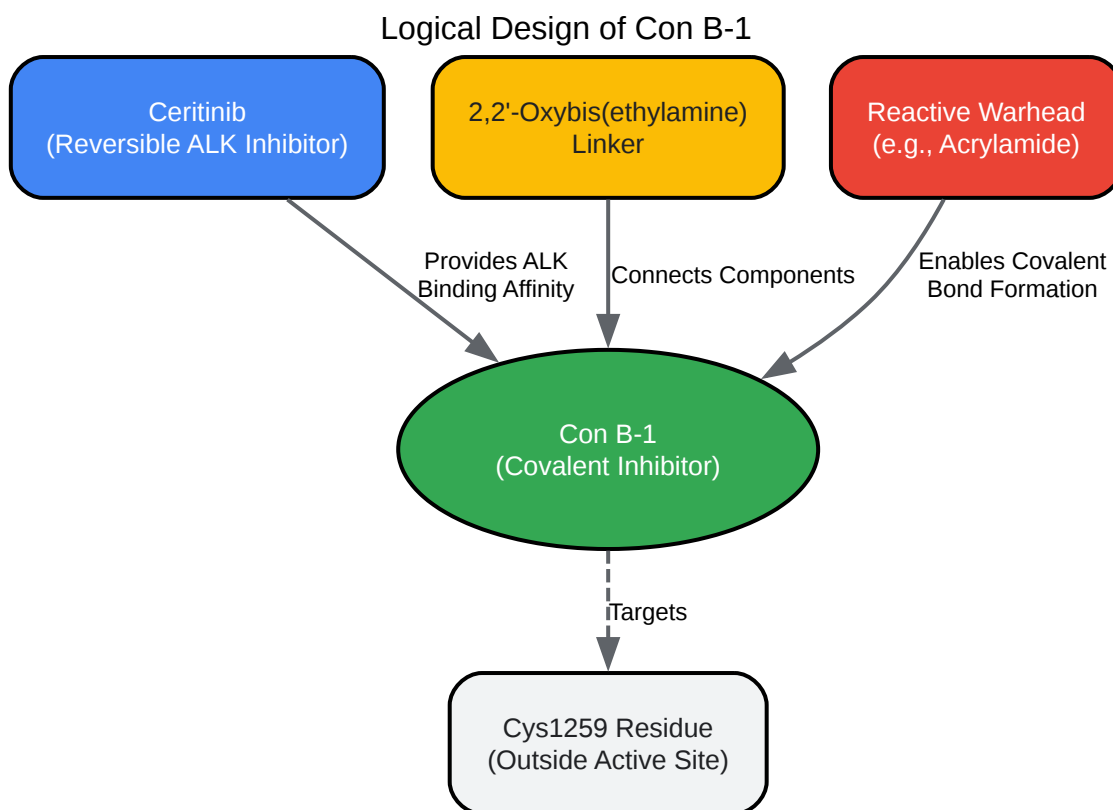 Logical Design of Con B-1
Ceritinib
(Reversible ALK Inhibitor)
2,2'-Oxybis(ethylamine)
Linker
Reactive Warhead
(e.g., Acrylamide)
Provides ALK
Binding Affinity
Connects Components
Enables Covalent
Bond Formation
Con B-1
(Covalent Inhibitor)
Targets
Cys1259 Residue
(Outside Active Site)